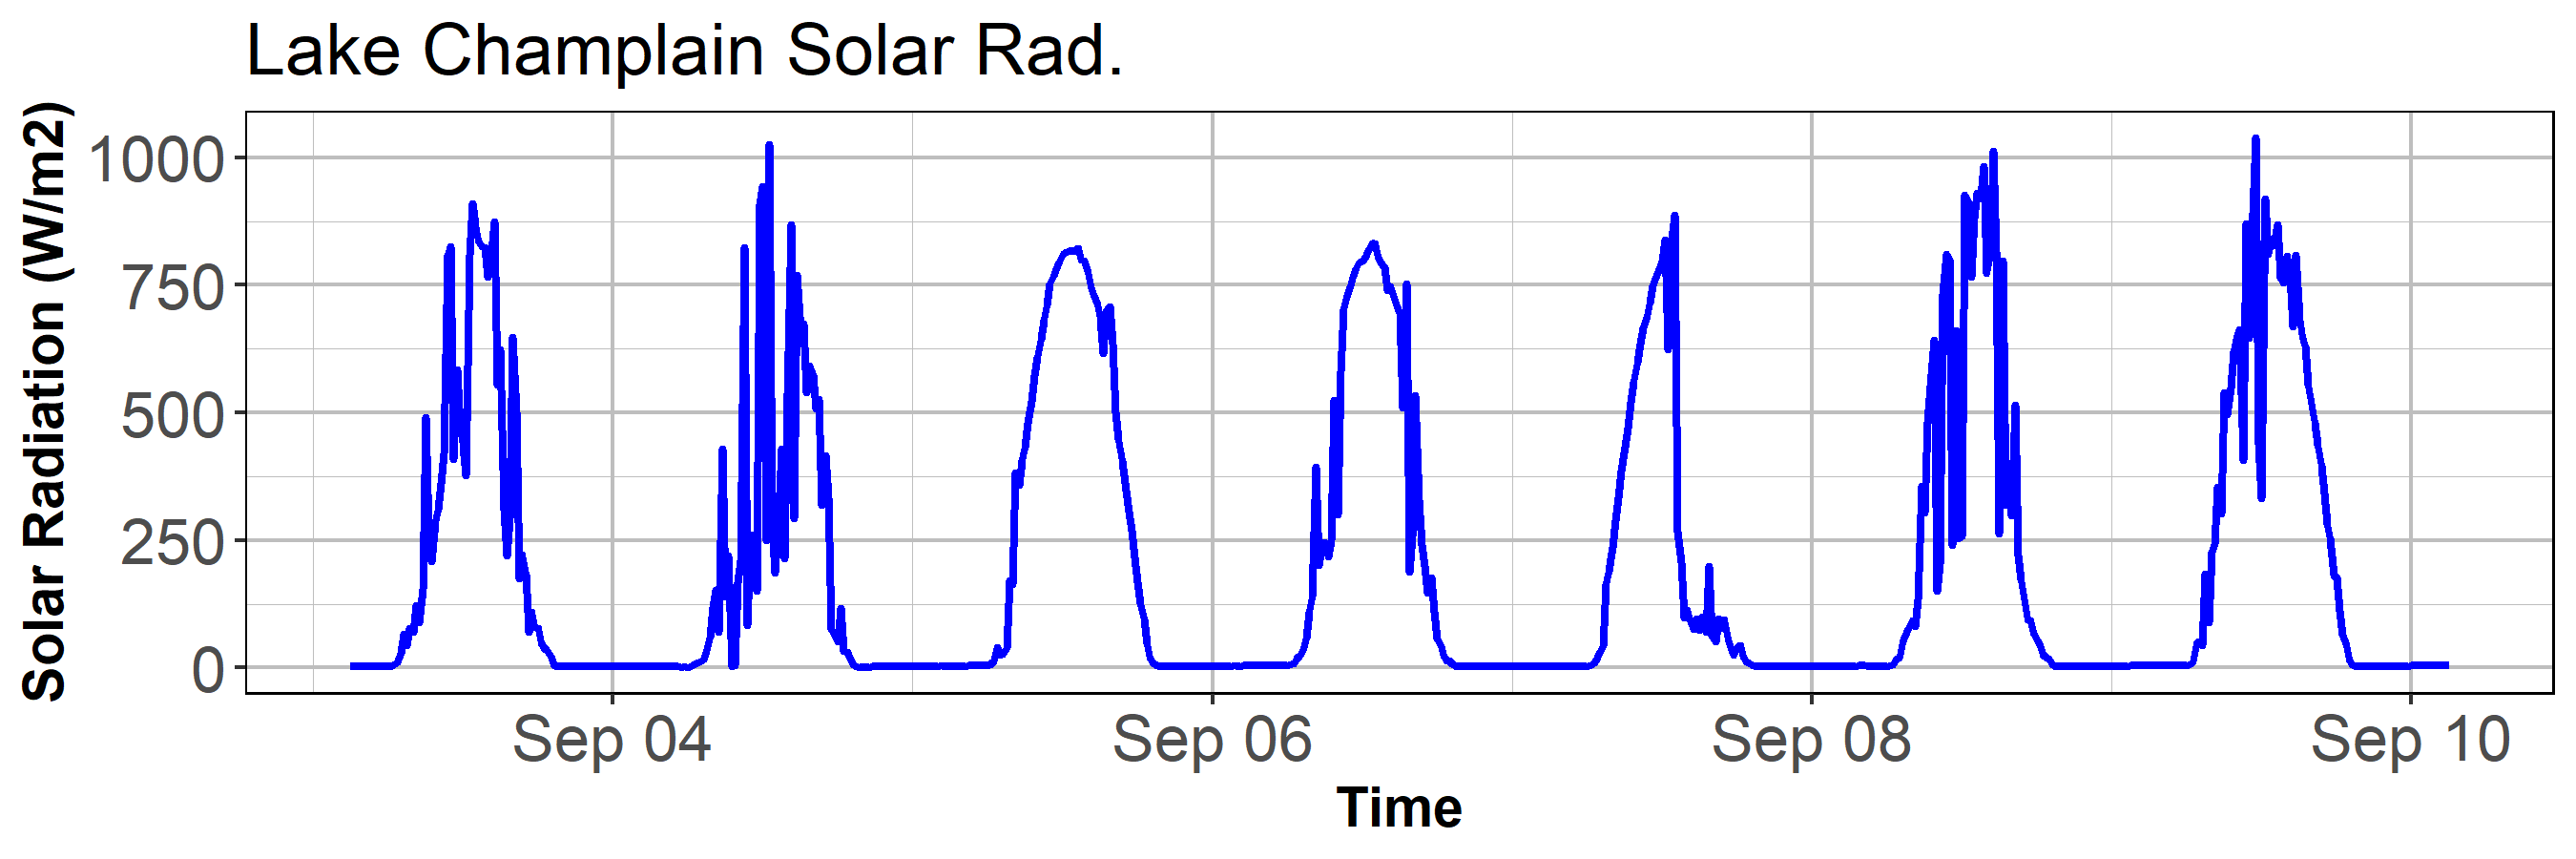 Lake Champlain Solar Rad.
Solar Radiation (W/m2)
1000
750
500
250
0
Sep 04
Sep 06
Sep 08
Sep 10
Time